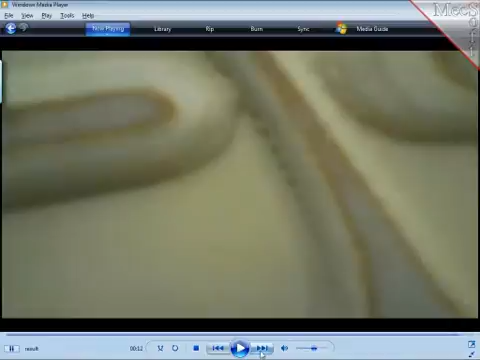 Windows Media Player
File View Play Tools Help
Now Playing Library Rip Burn Sync Media Guide
00:12